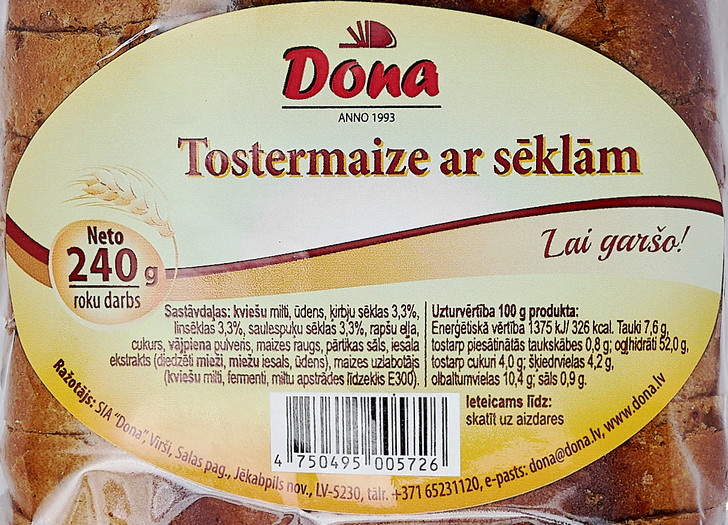 Dona
ANNO 1993
Tostermaize ar sēklām
Lai garšo!
Neto
240 g
roku darbs
Sastāvdaļas: kviešu milti, ūdens, ķirbju sēklas 3,3%,
linsēklas 3,3%, saulespuķu sēklas 3,3%, rapšu eļļa,
cukurs, vājpiena pulveris, maizes raugs, pārtikas sāls, iesala
ekstrakts (diedzēti mieži, miežu iesals, ūdens), maizes uzlabotājs
(kviešu milti, fermenti, miltu apstrādes līdzeklis E300).
Uzturvērtība 100 g produkta:
Enerģētiskā vērtība 1375 kJ/ 326 kcal. Tauki 7,6 g,
tostarp piesātinātās taukskābes 0,8 g; ogļhidrāti 52,0 g,
tostarp cukuri 4,0 g; šķiedrvielas 4,2 g,
olbaltumvielas 10,4 g; sāls 0,9 g.
Ieteicams līdz:
skatīt uz aizdares
4 750495 005726
Ražotājs: SIA "Dona", Virši, Salas pag., Jēkabpils nov., LV-5230, tālr. +371 65231120, e-pasts: dona@dona.lv, www.dona.lv